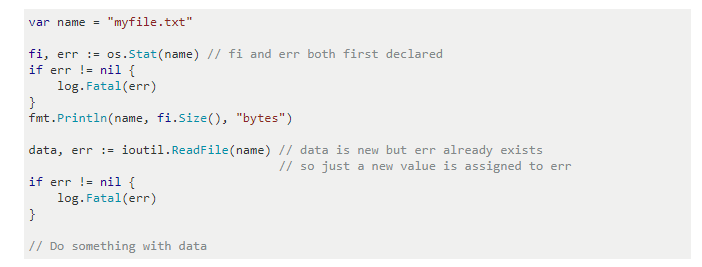 var name = "myfile.txt"
fi, err := os.Stat(name) // fi and err both first declared
if err != nil {
    log.Fatal(err)
}
fmt.Println(name, fi.Size(), "bytes")
data, err := ioutil.ReadFile(name) // data is new but err already exists
                                   // so just a new value is assigned to err
if err != nil {
    log.Fatal(err)
}
// Do something with data